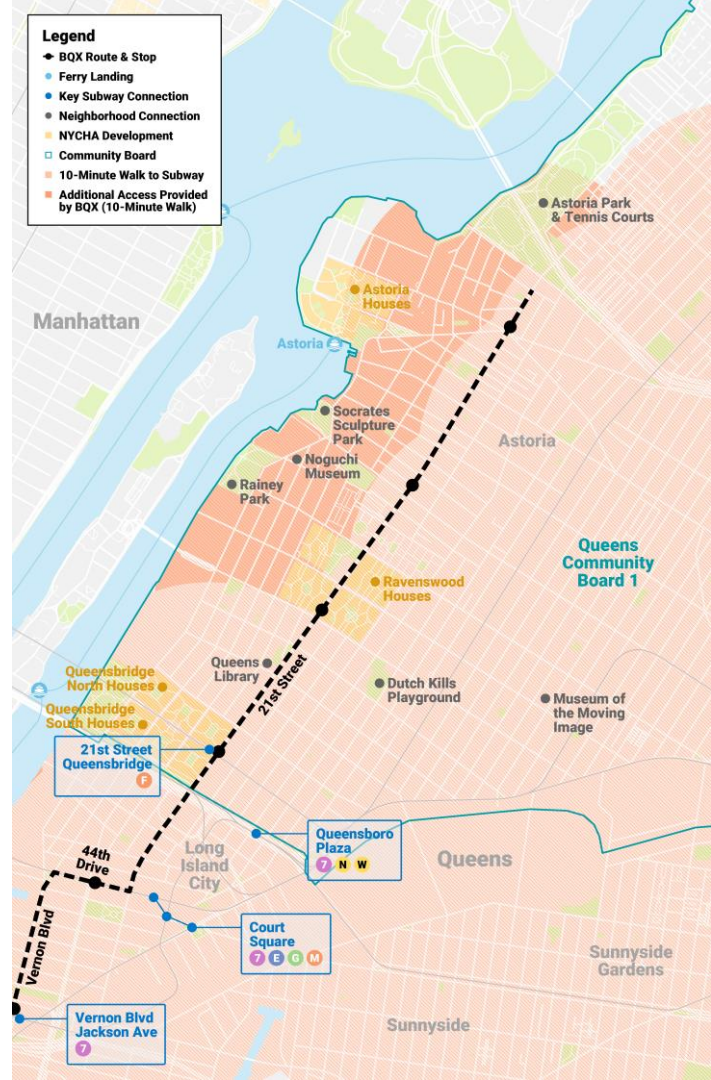 Legend
BQX Route & Stop
Ferry Landing
Key Subway Connection
Neighborhood Connection
NYCHA Development
Community Board
10-Minute Walk to Subway
Additional Access Provided
by BQX (10-Minute Walk)
Astoria Park
& Tennis Courts
Astoria
Houses
Manhattan
Astoria
Socrates
Sculpture
Park
Astoria
Noguchi
Museum
Rainey
Park
Queens
Community
Board 1
Ravenswood
Houses
Queens
Library
21st Street
Queensbridge
North Houses
Dutch Kills
Playground
Museum of
the Moving
Image
Queensbridge
South Houses
21st Street
Queensbridge
F
Queensboro
Plaza
7 N W
Long
Island
City
Queens
44th
Drive
Vernon Blvd
Court
Square
7 E G M
Sunnyside
Gardens
Vernon Blvd
Jackson Ave
7
Sunnyside